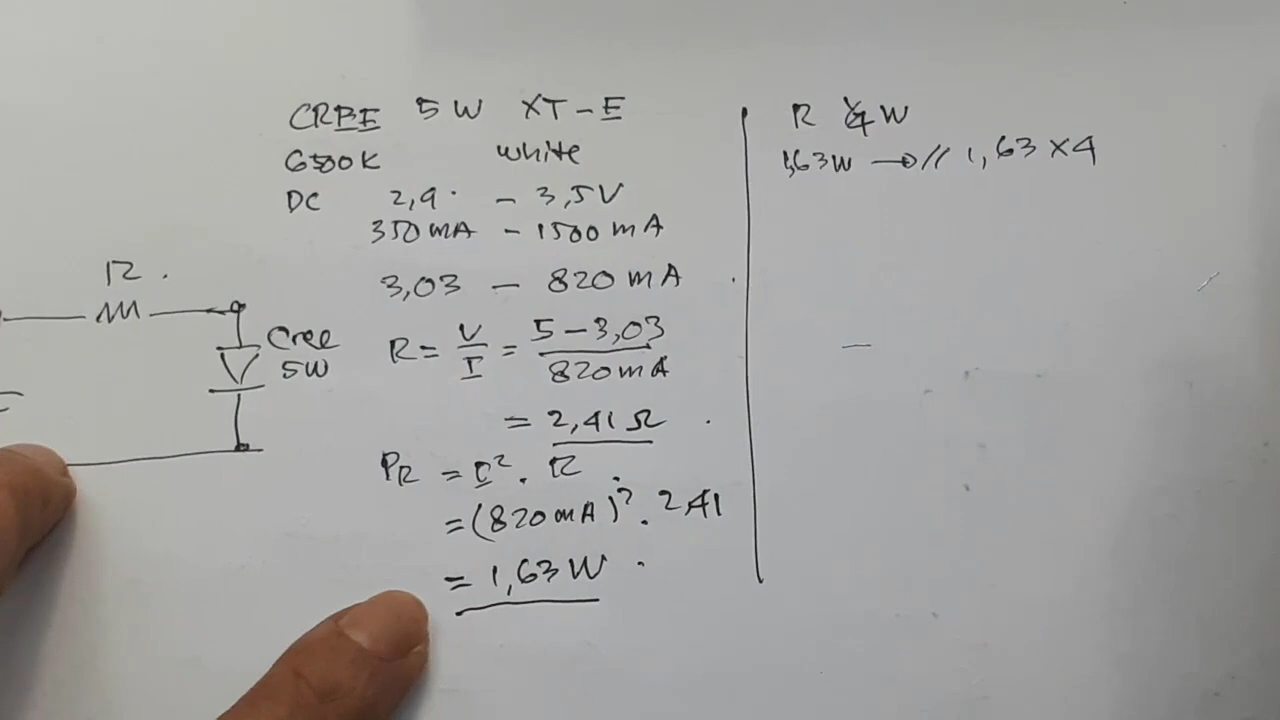 R .
Cree
5W
CREE 5W XT-E
6500K white
DC 2,9 - 3,5V
350mA - 1500mA
3,03 - 820mA
R = V/I = 5-3,03/820mA
= 2,41 Ω
PR = I² . R
= (820mA)² . 2,41
= 1,63W
R W
1,63W → // 1,63 x 4